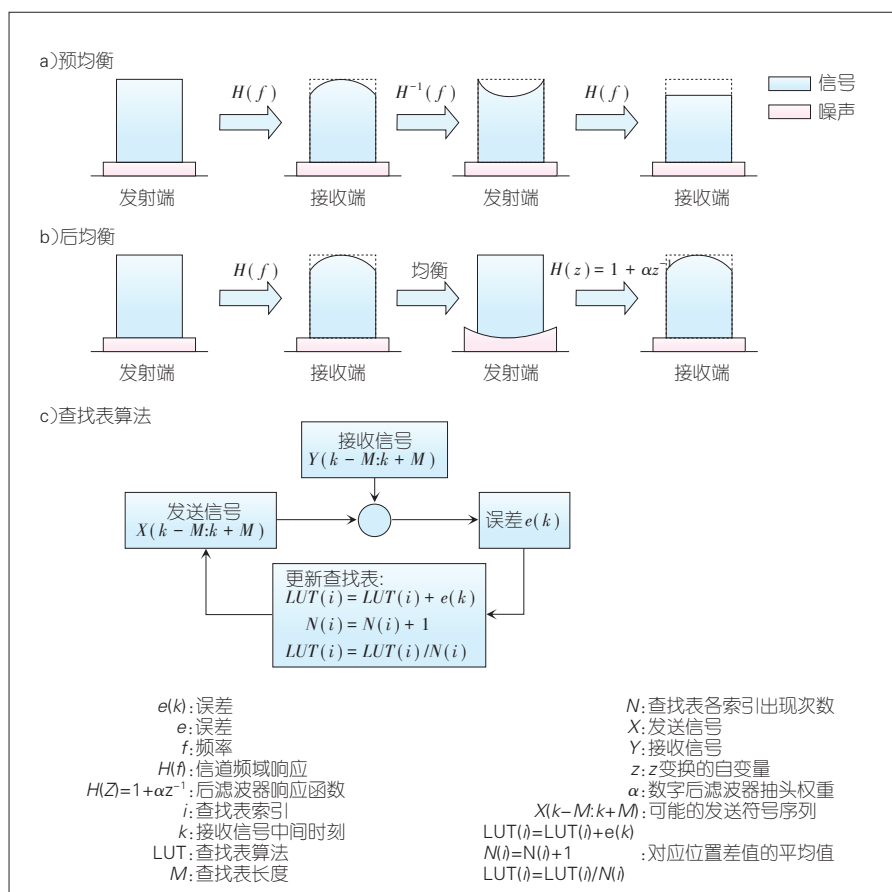 a)预均衡
H(f)
H⁻¹(f)
H(f)
信号
噪声
发射端
接收端
发射端
接收端
b)后均衡
H(f)
均衡
H(z) = 1 + αz⁻¹
发射端
接收端
发射端
接收端
c)查找表算法
接收信号
Y(k - M:k + M)
发送信号
X(k - M:k + M)
误差e(k)
更新查找表:
LUT(i) = LUT(i) + e(k)
N(i) = N(i) + 1
LUT(i) = LUT(i)/N(i)
e(k):误差
e:误差
f:频率
H(f):信道频域响应
H(Z)=1+αz⁻¹:后滤波器响应函数
i:查找表索引
k:接收信号中间时刻
LUT:查找表算法
M:查找表长度
N:查找表各索引出现次数
X:发送信号
Y:接收信号
z:z变换的自变量
α:数字后滤波器抽头权重
X(k-M:k+M):可能的发送符号序列
LUT(i)=LUT(i)+e(k)
N(i)=N(i)+1 :对应位置差值的平均值
LUT(i)=LUT(i)/N(i)